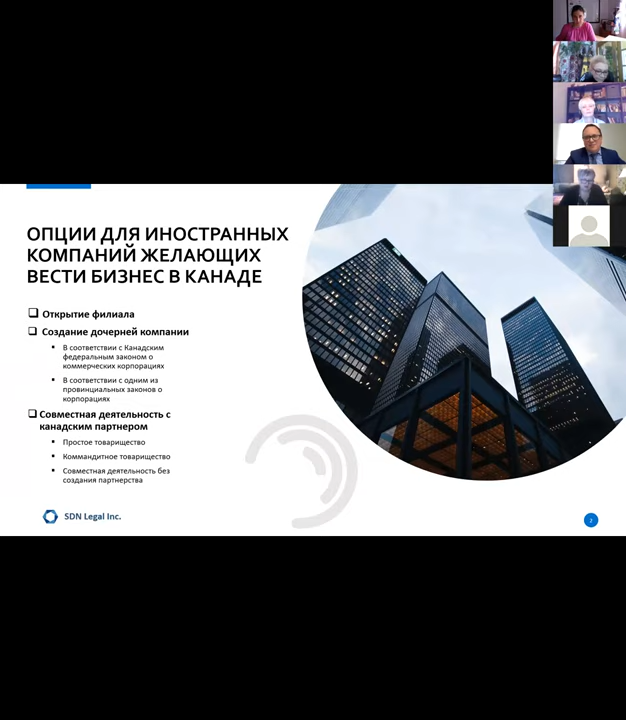 ОПЦИИ ДЛЯ ИНОСТРАННЫХ
КОМПАНИЙ ЖЕЛАЮЩИХ
ВЕСТИ БИЗНЕС В КАНАДЕ
Открытие филиала
Создание дочерней компании
В соответствии с Канадским
федеральным законом о
коммерческих корпорациях
В соответствии с одним из
провинциальных законов о
корпорациях
Совместная деятельность с
канадским партнером
Простое товарищество
Коммандитное товарищество
Совместная деятельность без
создания партнерства
SDN Legal Inc.
2